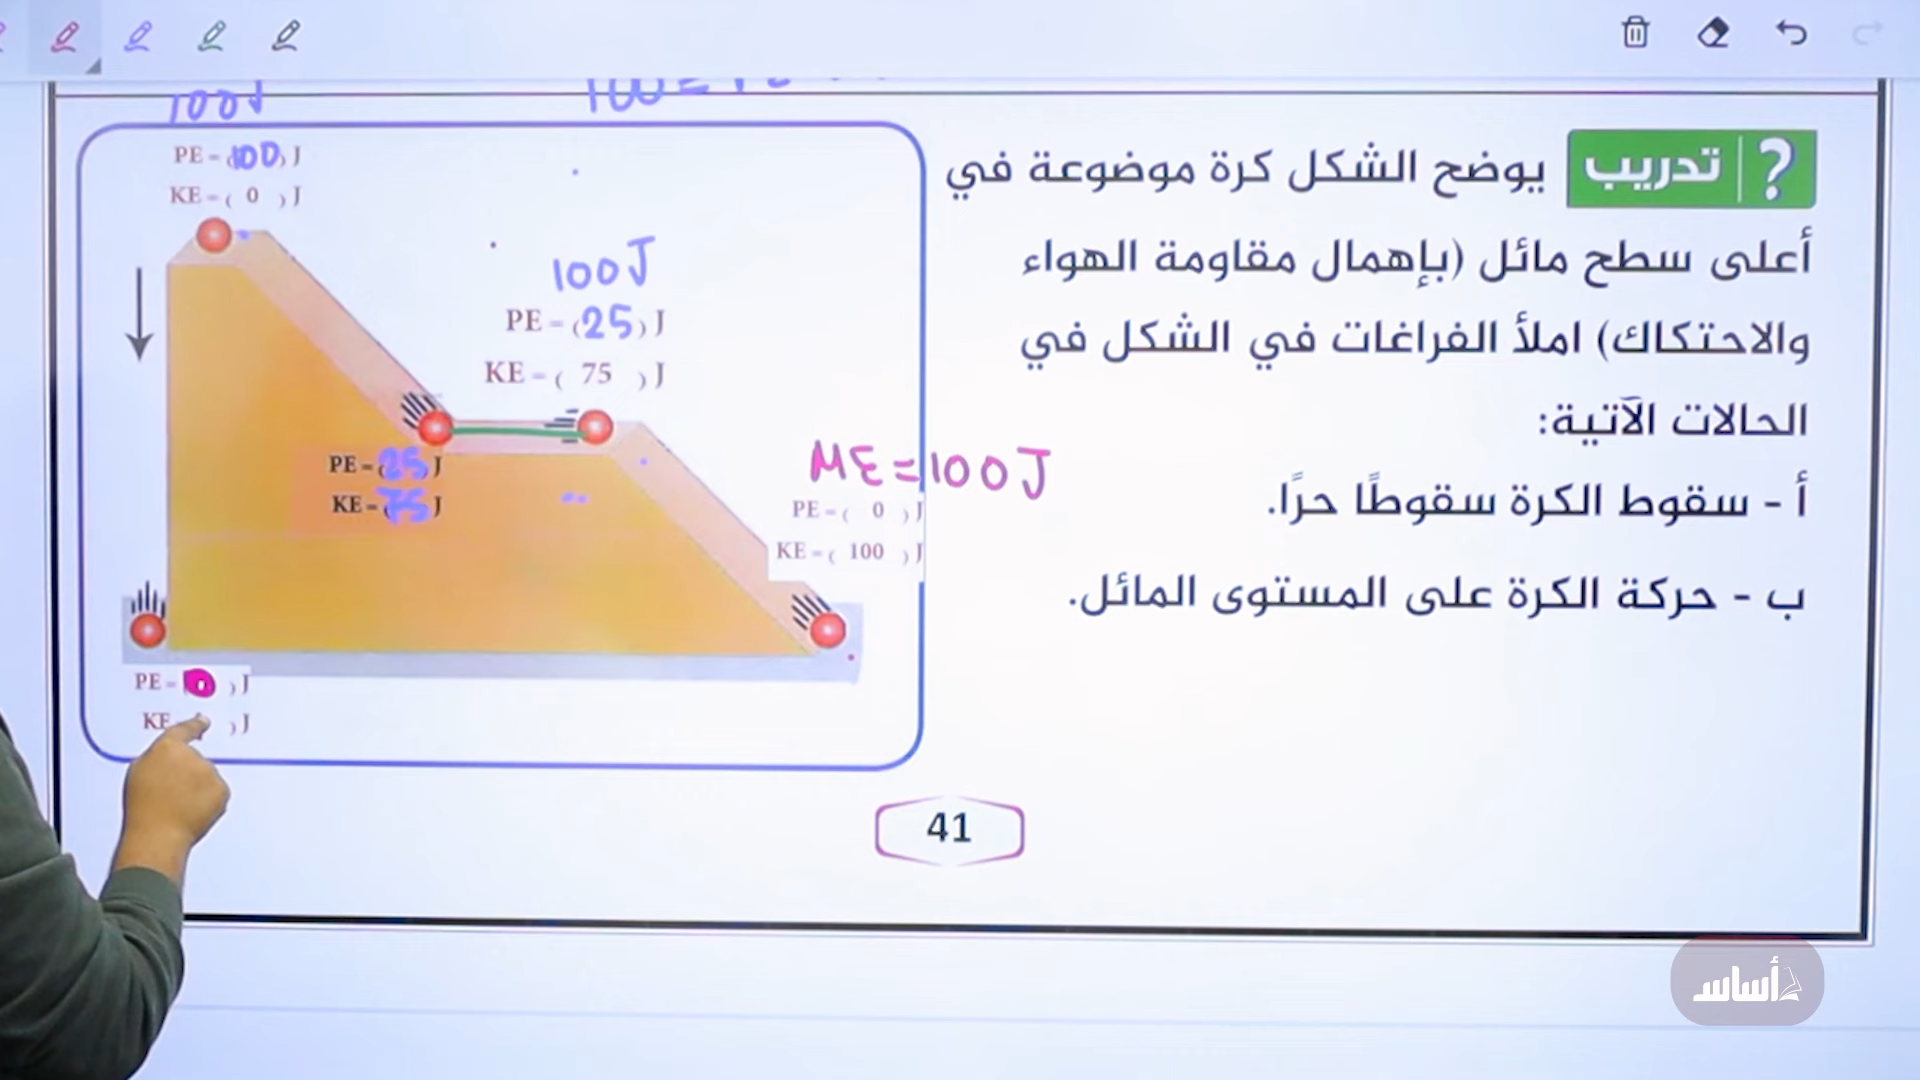 100J
PE = (100) J
KE = ( 0 ) J
100J
PE = (25) J
KE = ( 75 ) J
PE = (25) J
KE = (75) J
ME = 100 J
PE = ( 0 ) J
KE = ( 100 ) J
PE = (0) J
KE ) J
? تدريب يوضح الشكل كرة موضوعة في
أعلى سطح مائل (بإهمال مقاومة الهواء
والاحتكاك) املأ الفراغات في الشكل في
الحالات الآتية:
أ - سقوط الكرة سقوطًا حرًا.
ب - حركة الكرة على المستوى المائل.
41
أساس